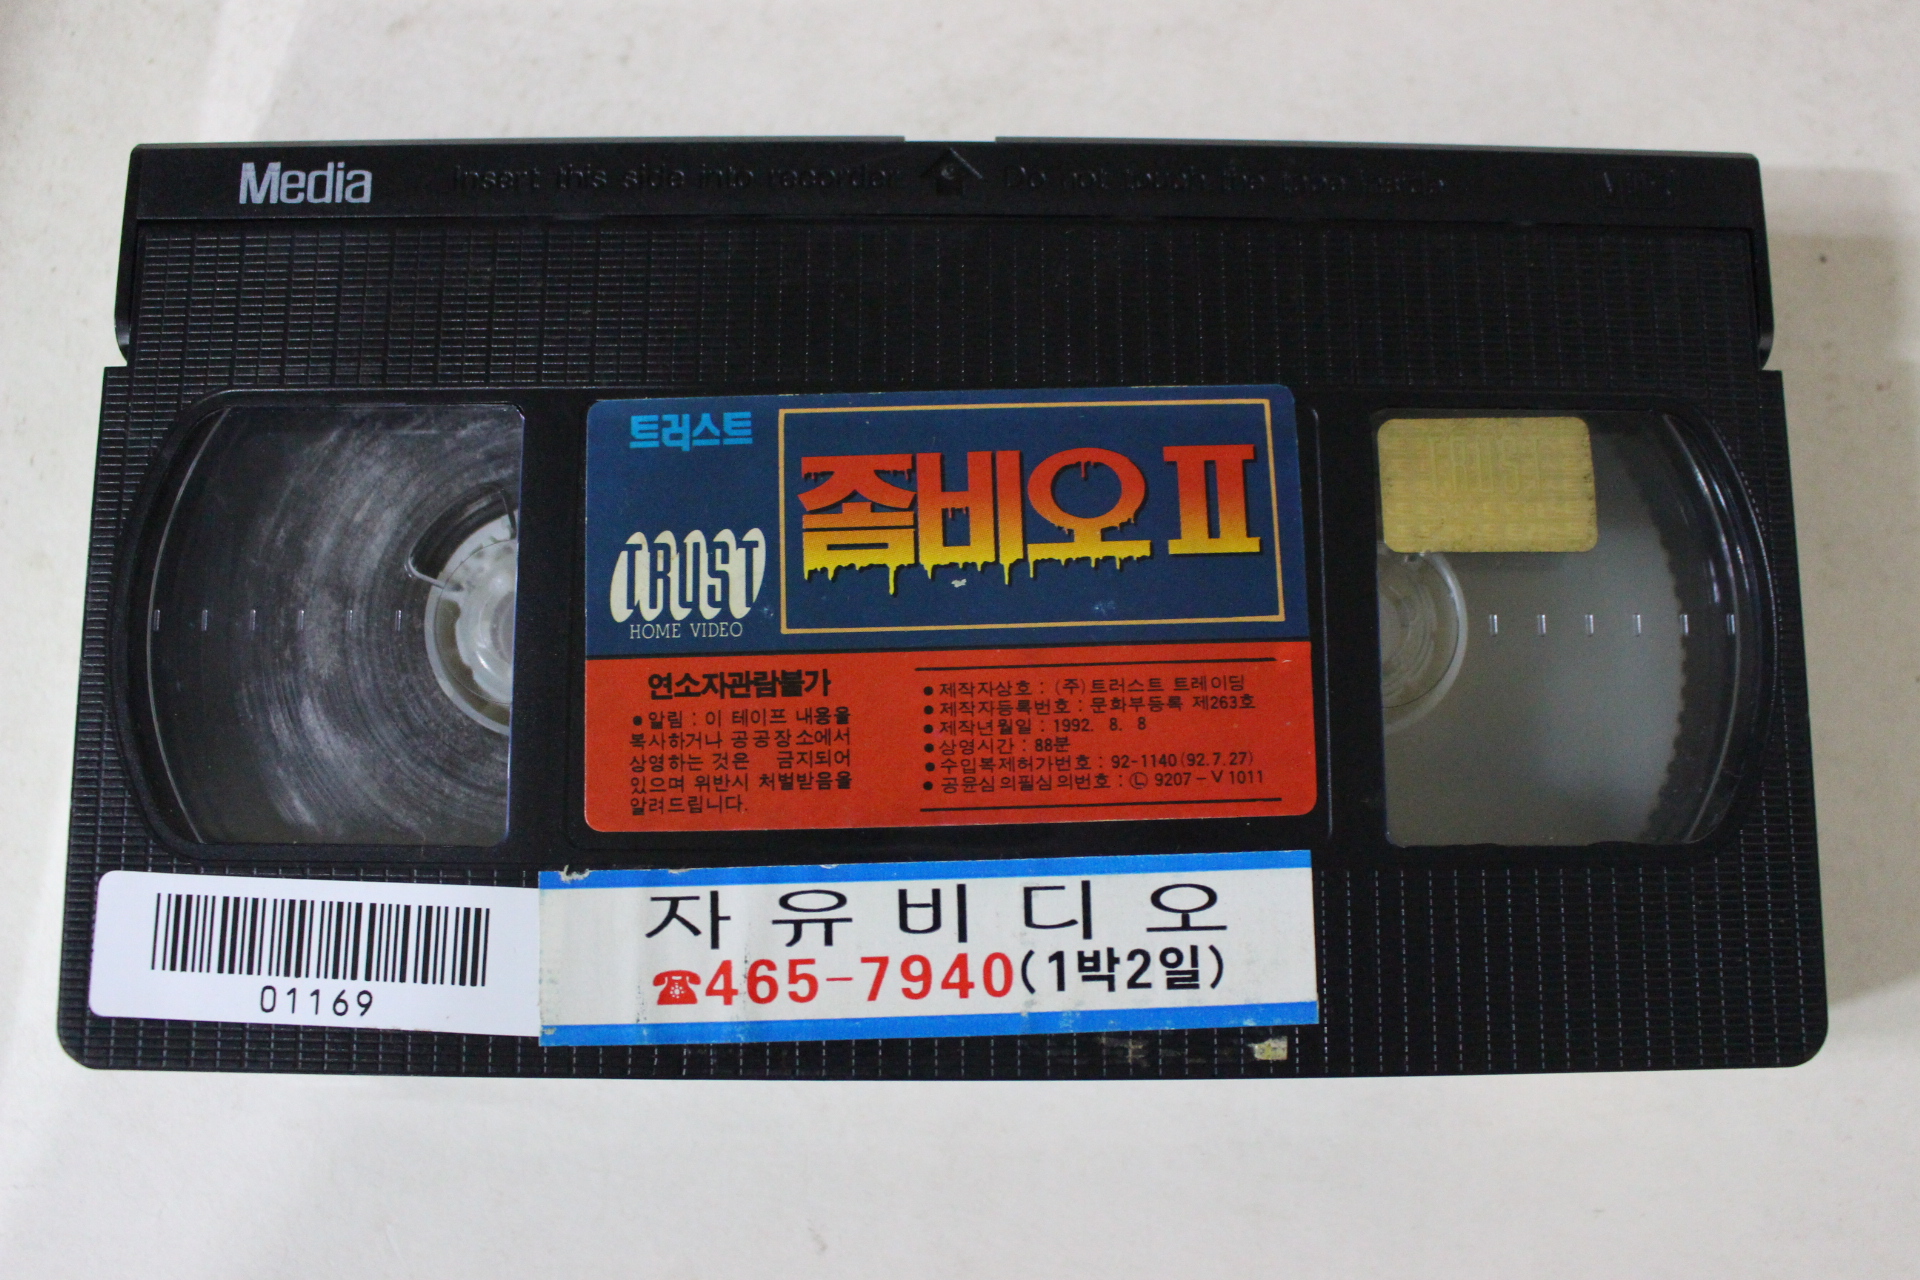 Media
Insert this side into recorder
Do not touch the tape inside
트러스트
좀비오 II
TRUST
HOME VIDEO
TRUST
연소자관람불가
● 알림 : 이 테이프 내용을
복사하거나 공공장소에서
상영하는 것은 금지되어
있으며 위반시 처벌받음을
알려드립니다.
● 제작자상호 : (주)트러스트 트레이딩
● 제작자등록번호 : 문화부등록 제263호
● 제작년월일 : 1992. 8. 8
● 상영시간 : 88분
● 수입복제허가번호 : 92-1140(92.7.27)
● 공윤심의필심의번호 : Ⓛ 9207-V1011
자유비디오
☎465-7940(1박2일)
01169